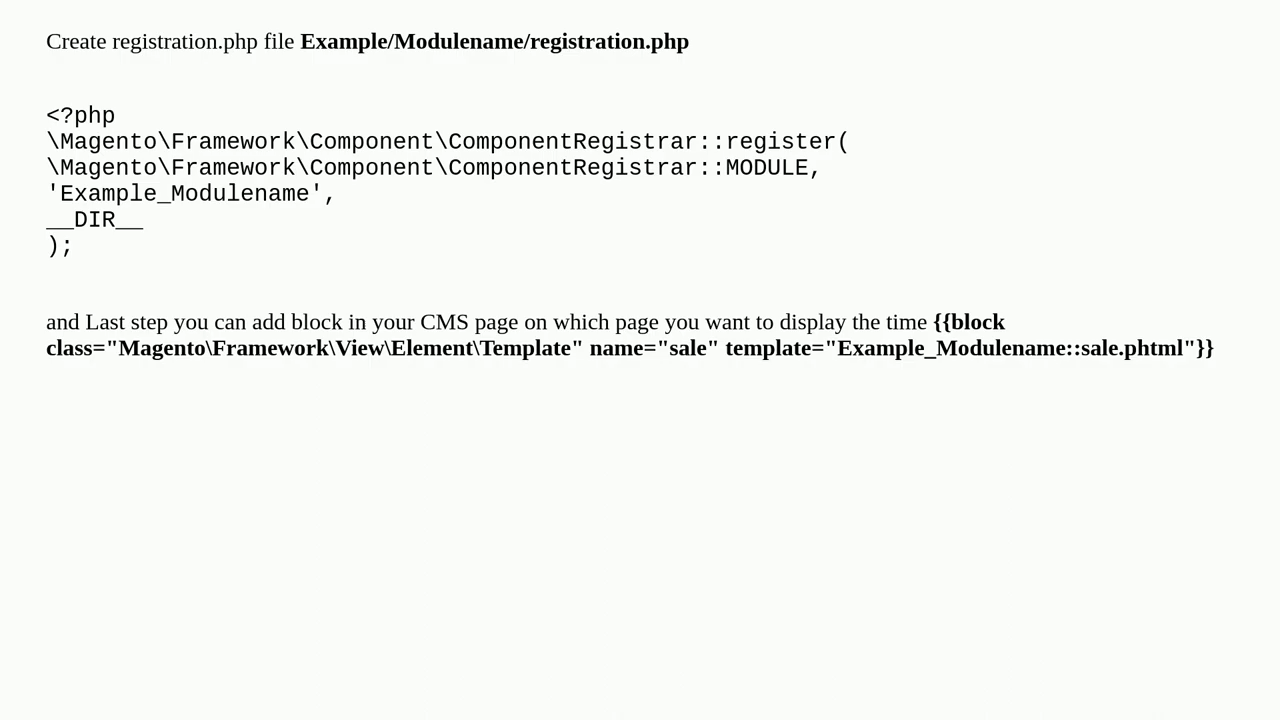 Create registration.php file Example/Modulename/registration.php
<?php
\Magento\Framework\Component\ComponentRegistrar::register(
\Magento\Framework\Component\ComponentRegistrar::MODULE,
'Example_Modulename',
__DIR__
);
and Last step you can add block in your CMS page on which page you want to display the time {{block
class="Magento\Framework\View\Element\Template" name="sale" template="Example_Modulename::sale.phtml"}}